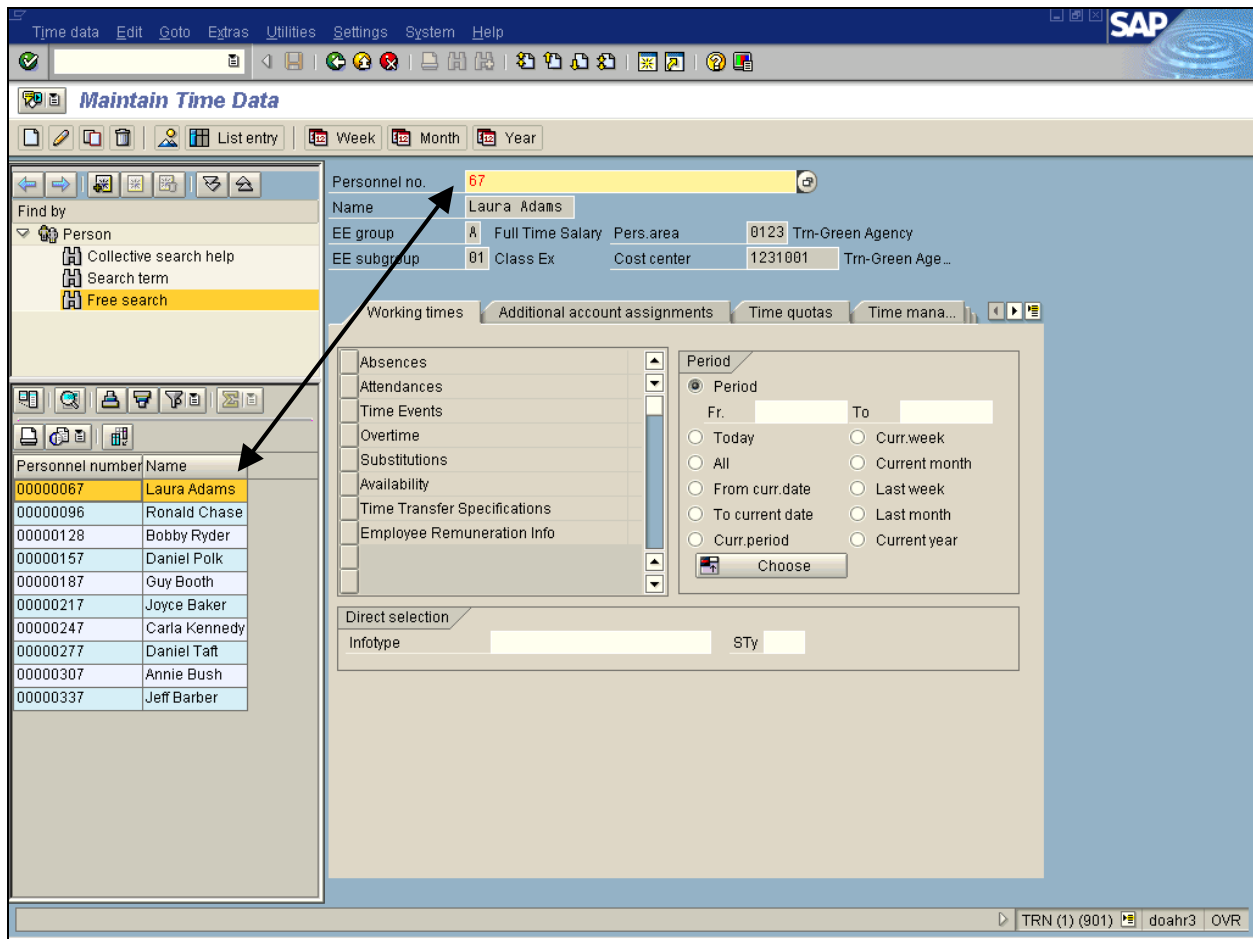 Time data Edit Goto Extras Utilities Settings System Help
SAP
Maintain Time Data
List entry Week Month Year
Find by
Person
Collective search help
Search term
Free search
Personnel no. 67
Name Laura Adams
EE group A Full Time Salary Pers.area 0123 Trn-Green Agency
EE subgroup 01 Class Ex Cost center 1231001 Trn-Green Age...
Working times Additional account assignments Time quotas Time mana...
Absences
Attendances
Time Events
Overtime
Substitutions
Availability
Time Transfer Specifications
Employee Remuneration Info
Period
Period
Fr. To
Today Curr.week
All Current month
From curr.date Last week
To current date Last month
Curr.period Current year
Choose
Direct selection
Infotype STy
Personnel number Name
00000067 Laura Adams
00000096 Ronald Chase
00000128 Bobby Ryder
00000157 Daniel Polk
00000187 Guy Booth
00000217 Joyce Baker
00000247 Carla Kennedy
00000277 Daniel Taft
00000307 Annie Bush
00000337 Jeff Barber
TRN (1) (901) doahr3 OVR